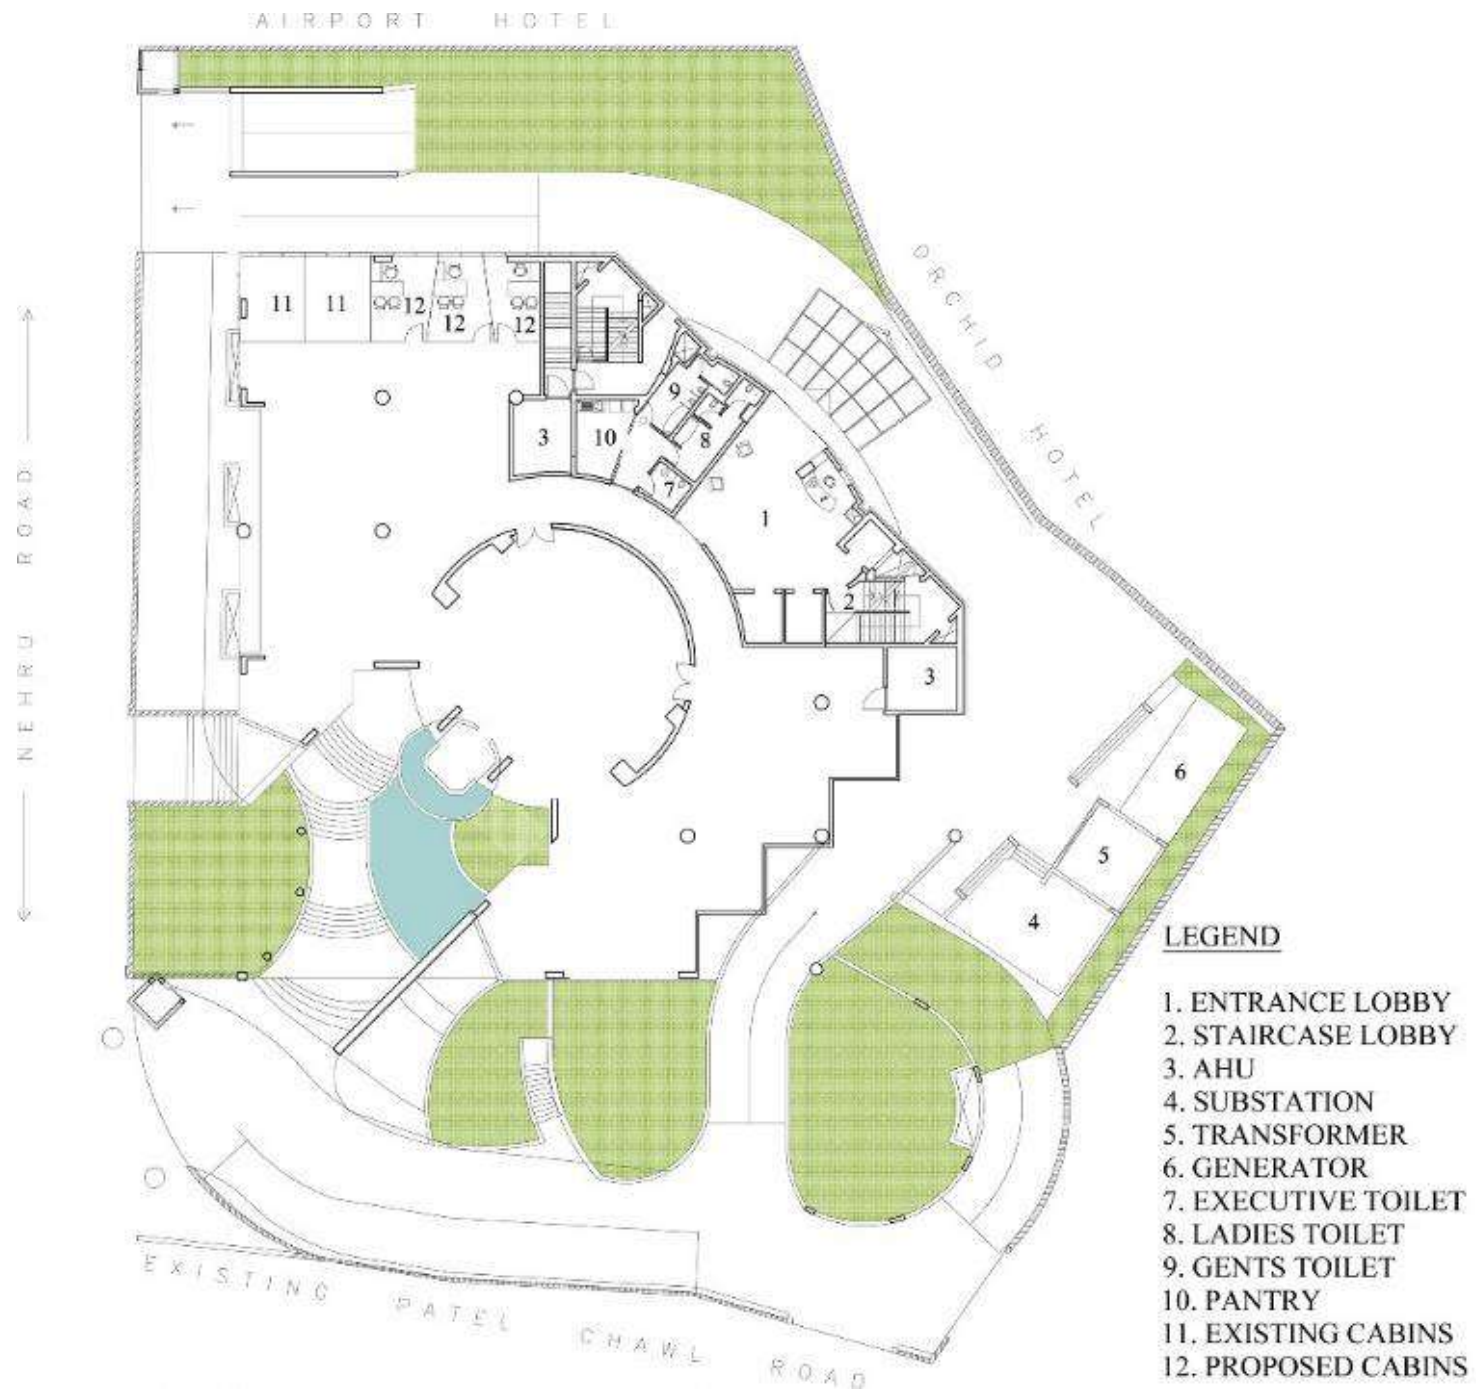 AIRPORT HOTEL
ORCHID HOTEL
NEHRU ROAD
11 11 12 12 12
3 10 9 8 7
1
2
3
6
5
4
LEGEND
1. ENTRANCE LOBBY
2. STAIRCASE LOBBY
3. AHU
4. SUBSTATION
5. TRANSFORMER
6. GENERATOR
7. EXECUTIVE TOILET
8. LADIES TOILET
9. GENTS TOILET
10. PANTRY
11. EXISTING CABINS
12. PROPOSED CABINS
EXISTING PATEL CHAWL ROAD